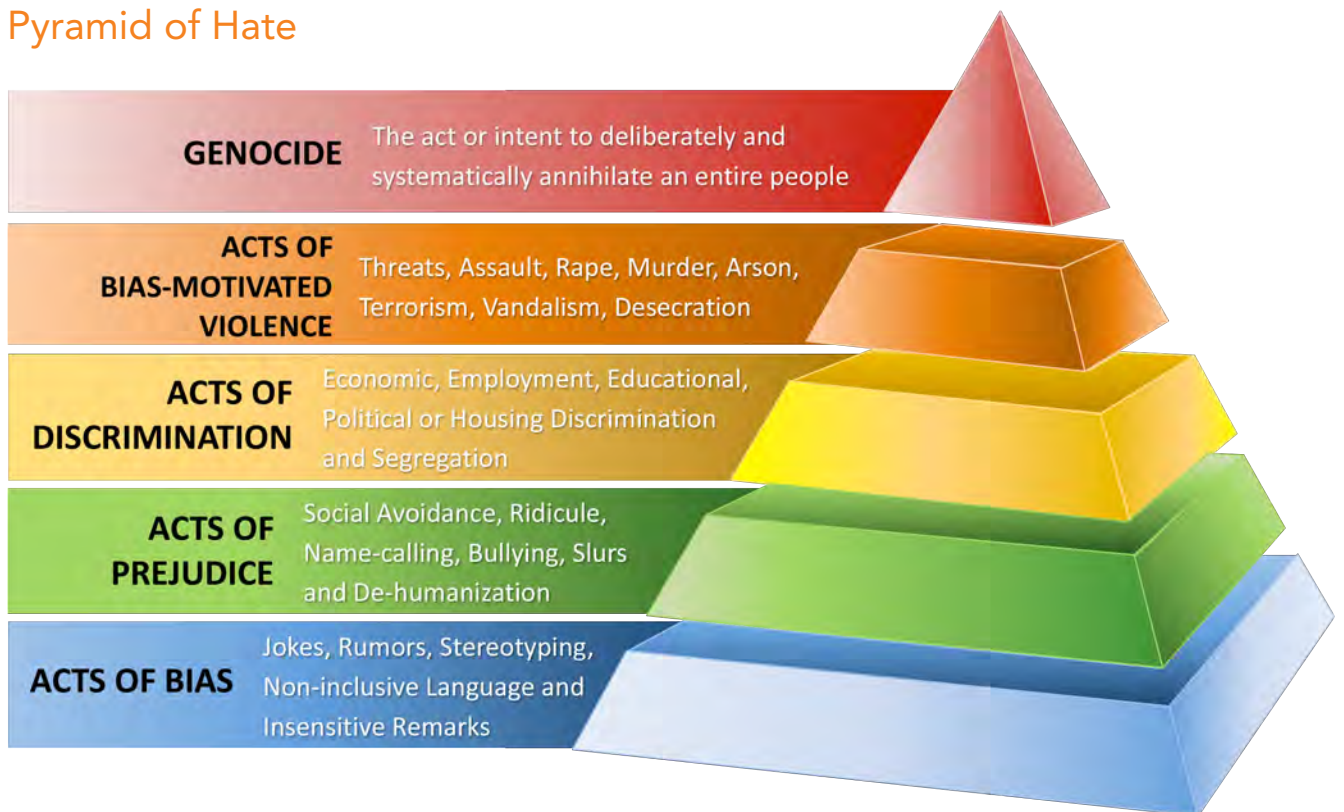 Pyramid of Hate
GENOCIDE
The act or intent to deliberately and
systematically annihilate an entire people
ACTS OF
BIAS-MOTIVATED
VIOLENCE
Threats, Assault, Rape, Murder, Arson,
Terrorism, Vandalism, Desecration
ACTS OF
DISCRIMINATION
Economic, Employment, Educational,
Political or Housing Discrimination
and Segregation
ACTS OF
PREJUDICE
Social Avoidance, Ridicule,
Name-calling, Bullying, Slurs
and De-humanization
ACTS OF BIAS
Jokes, Rumors, Stereotyping,
Non-inclusive Language and
Insensitive Remarks